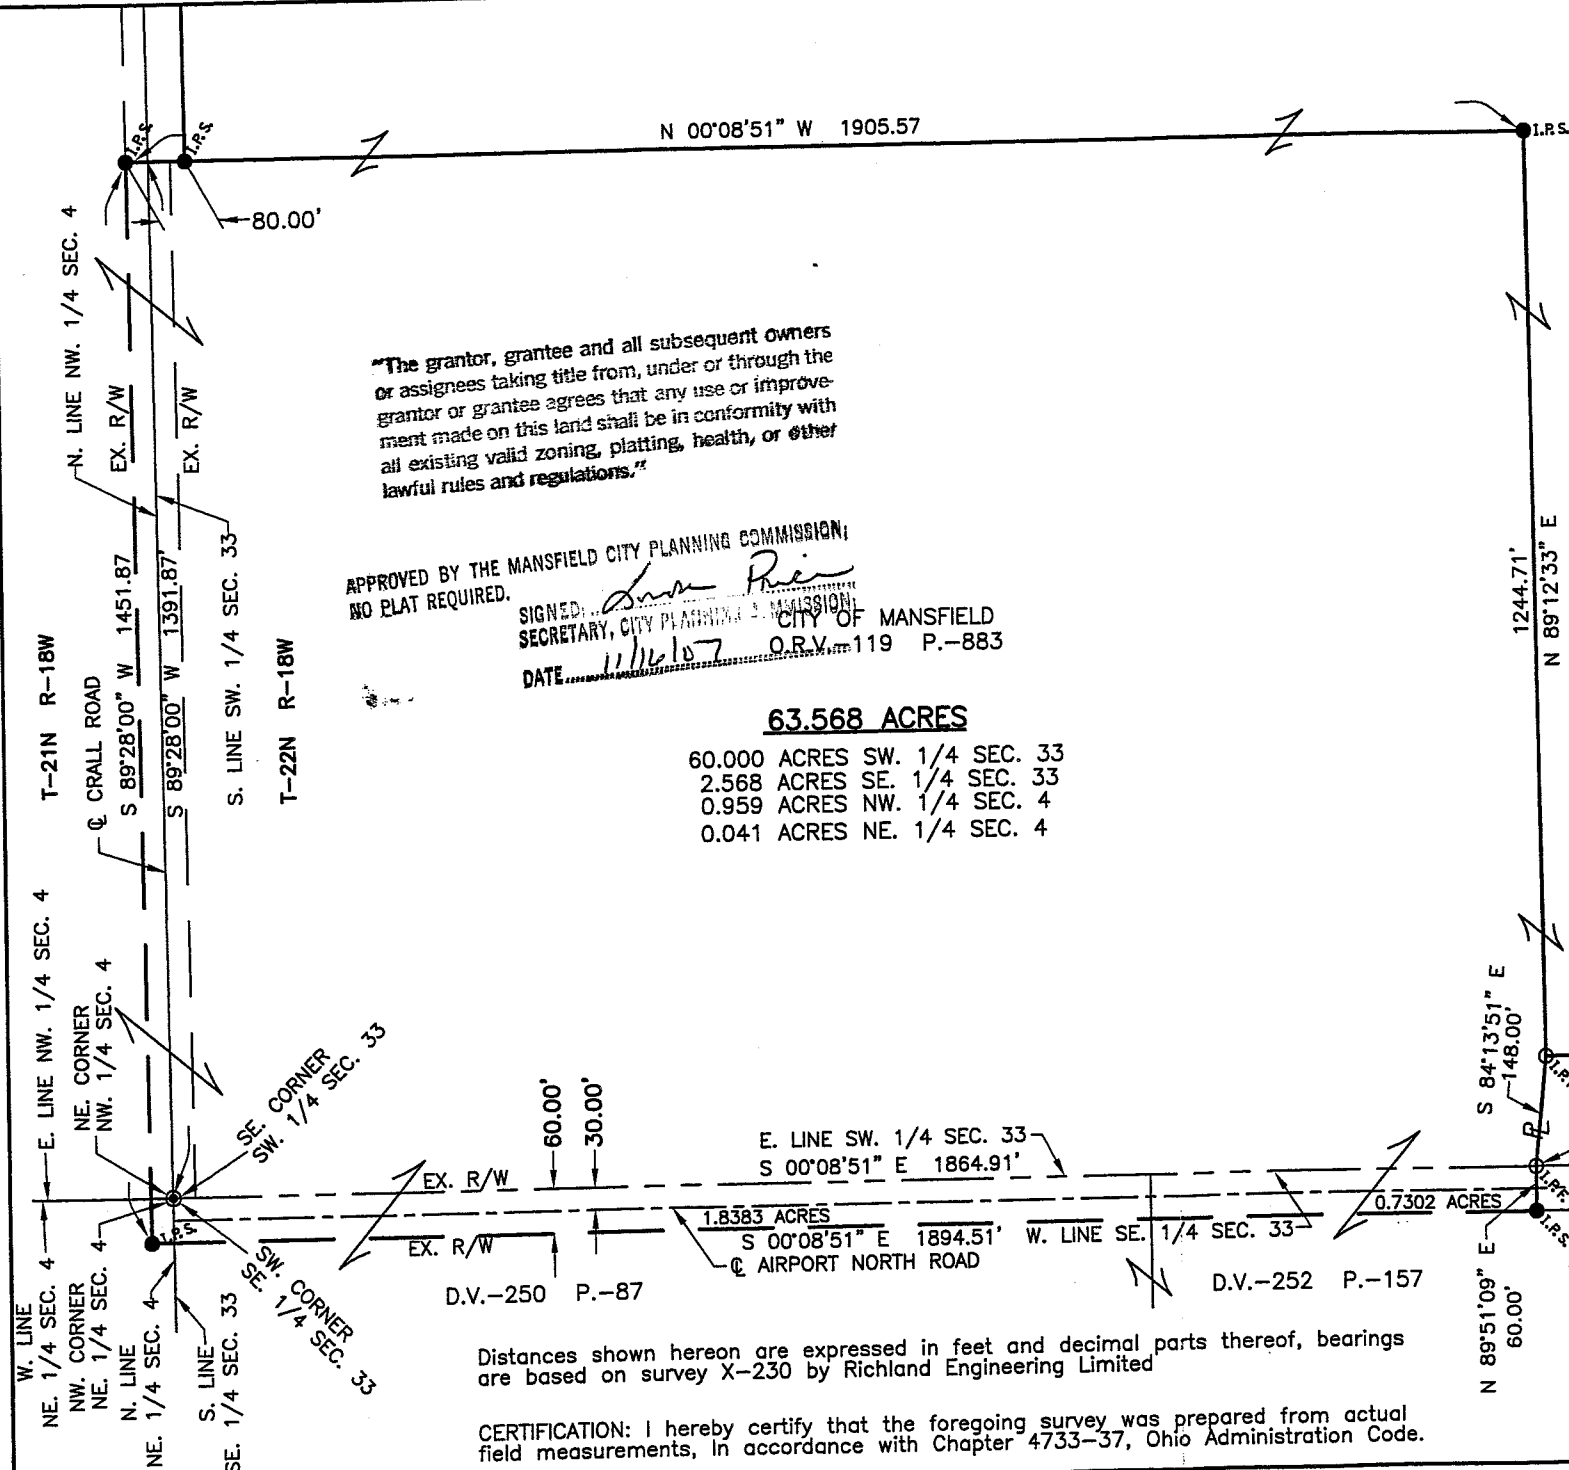 I.P.S.
I.P.S.
N 00°08'51" W 1905.57
I.P.S.
80.00'
N. LINE NW. 1/4 SEC. 4
EX. R/W
EX. R/W
"The grantor, grantee and all subsequent owners
or assignees taking title from, under or through the
grantor or grantee agrees that any use or improve-
ment made on this land shall be in conformity with
all existing valid zoning, platting, health, or other
lawful rules and regulations."
APPROVED BY THE MANSFIELD CITY PLANNING COMMISSION;
NO PLAT REQUIRED.
SIGNED:
SECRETARY, CITY PLANNING COMMISSION;
DATE 11/16/07
CITY OF MANSFIELD
O.R.V.-119 P.-883
63.568 ACRES
60.000 ACRES SW. 1/4 SEC. 33
2.568 ACRES SE. 1/4 SEC. 33
0.959 ACRES NW. 1/4 SEC. 4
0.041 ACRES NE. 1/4 SEC. 4
T-21N R-18W
℄ CRALL ROAD
S 89°28'00" W 1451.87
S 89°28'00" W 1391.87'
S. LINE SW. 1/4 SEC. 33
T-22N R-18W
1244.71'
N 89°12'33" E
E. LINE NW. 1/4 SEC. 4
NE. CORNER
NW. 1/4 SEC. 4
SE. CORNER
SW. 1/4 SEC. 33
60.00'
30.00'
S 84°13'51" E
148.00'
E. LINE SW. 1/4 SEC. 33
S 00°08'51" E 1864.91'
EX. R/W
1.8383 ACRES
0.7302 ACRES
I.P.F.
I.P.S.
I.P.S.
EX. R/W
S 00°08'51" E 1894.51' W. LINE SE. 1/4 SEC. 33
℄ AIRPORT NORTH ROAD
D.V.-250 P.-87
D.V.-252 P.-157
N 89°51'09" E
60.00'
SW. CORNER
SE. 1/4 SEC. 33
W. LINE
NE. 1/4 SEC. 4
NW. CORNER
NE. 1/4 SEC. 4
N. LINE
NE. 1/4 SEC. 4
S. LINE
SE. 1/4 SEC. 33
Distances shown hereon are expressed in feet and decimal parts thereof, bearings
are based on survey X-230 by Richland Engineering Limited
CERTIFICATION: I hereby certify that the foregoing survey was prepared from actual
field measurements, In accordance with Chapter 4733-37, Ohio Administration Code.